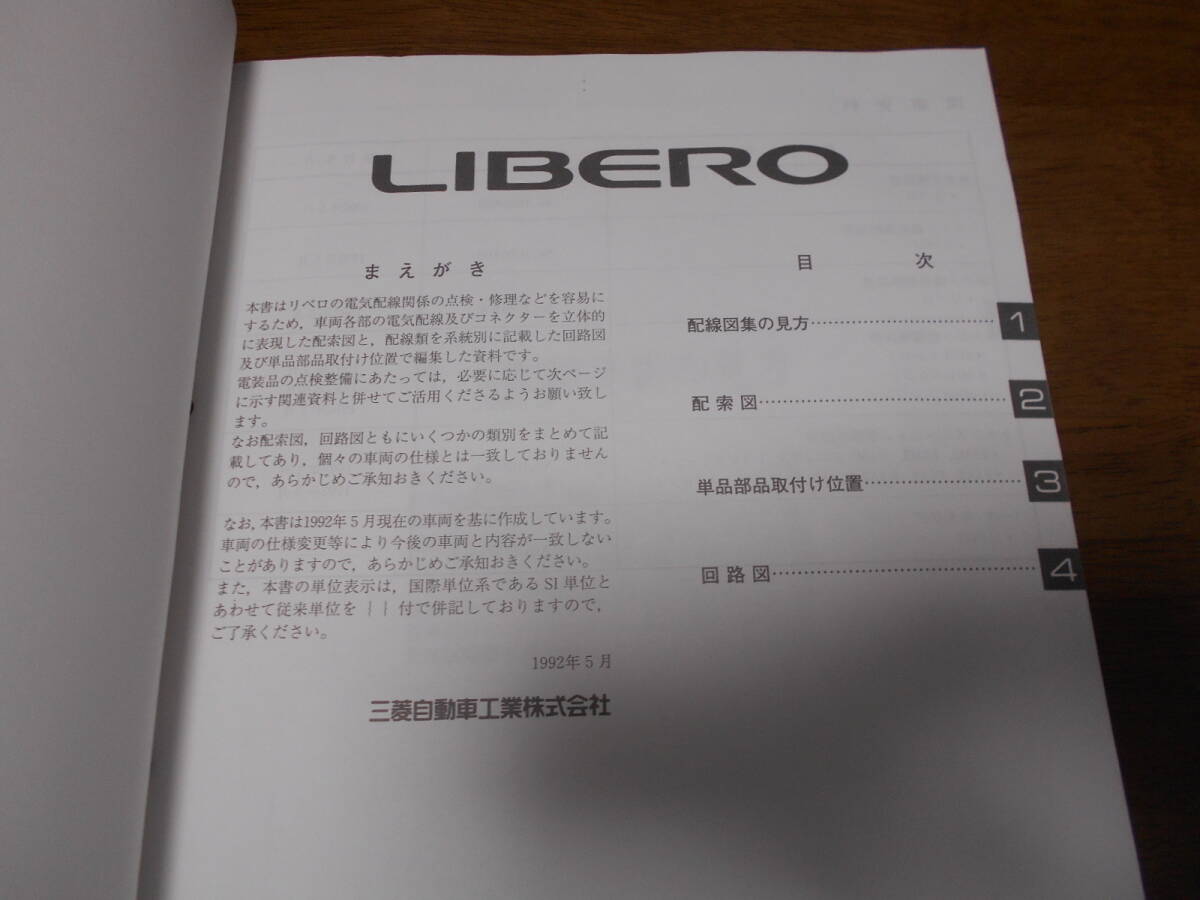 LIBERO
まえがき
本書はリベロの電気配線関係の点検・修理などを容易に
するため，車両各部の電気配線及びコネクターを立体的
に表現した配索図と，配線類を系統別に記載した回路図
及び単品部品取付け位置で編集した資料です。
電装品の点検整備にあたっては，必要に応じて次ページ
に示す関連資料と併せてご活用くださるようお願い致し
ます。
なお配索図，回路図ともにいくつかの類別をまとめて記
載してあり，個々の車両の仕様とは一致しておりません
ので，あらかじめご承知おきください。
なお，本書は1992年5月現在の車両を基に作成しています。
車両の仕様変更等により今後の車両と内容が一致しない
ことがありますので，あらかじめご承知おきください。
また，本書の単位表示は，国際単位系であるSI単位と
あわせて従来単位を｛｝付で併記しておりますので，
ご了承ください。
1992年5月
三菱自動車工業株式会社
目次
配線図集の見方…………………… 1
配索図…………………………… 2
単品部品取付け位置………………… 3
回路図…………………………… 4